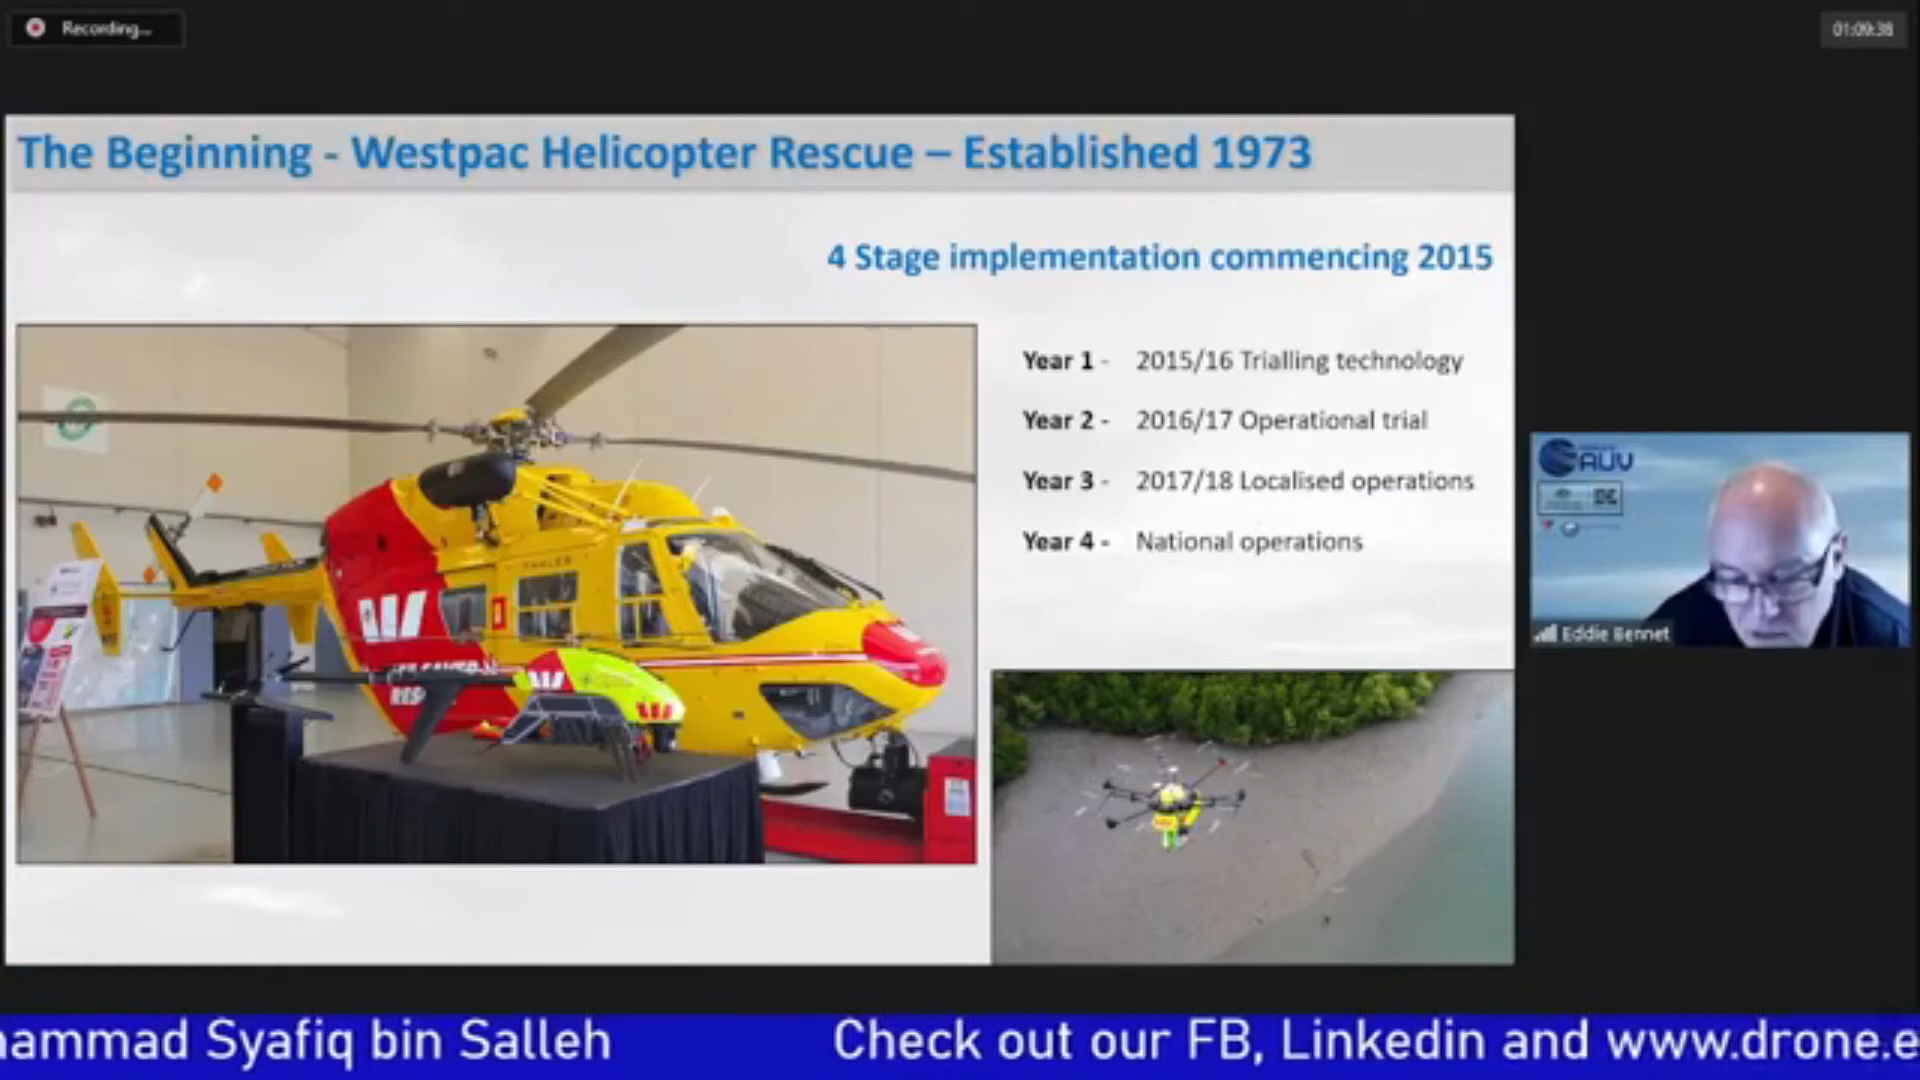 Recording...
01:09:38
The Beginning - Westpac Helicopter Rescue – Established 1973
4 Stage implementation commencing 2015
Year 1 - 2015/16 Trialling technology
Year 2 - 2016/17 Operational trial
Year 3 - 2017/18 Localised operations
Year 4 - National operations
AUV
Eddie Bennet
hammad Syafiq bin Salleh Check out our FB, Linkedin and www.drone.e